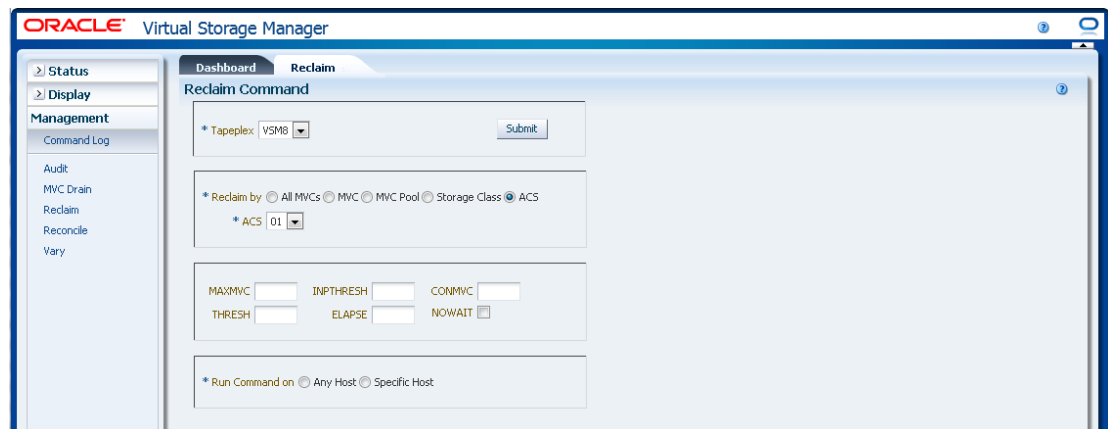 ORACLE Virtual Storage Manager
Status
Display
Management
Command Log
Audit
MVC Drain
Reclaim
Reconcile
Vary
Dashboard Reclaim
Reclaim Command
* Tapeplex VSM8 Submit
* Reclaim by All MVCs MVC MVC Pool Storage Class ACS
* ACS 01
MAXMVC INPTHRESH CONMVC
THRESH ELAPSE NOWAIT
* Run Command on Any Host Specific Host